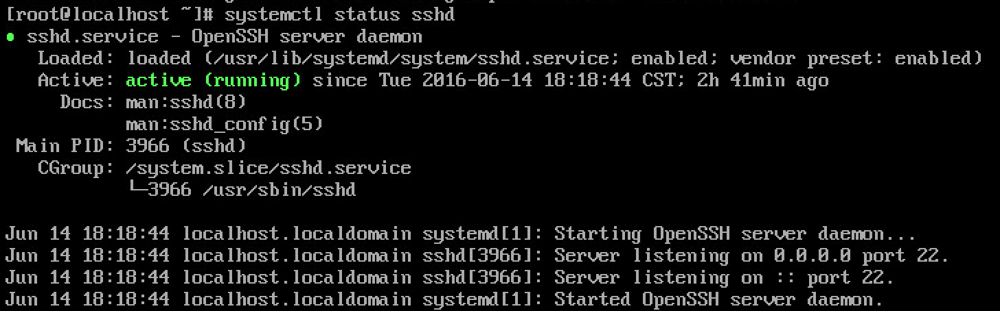 [root@localhost ~]# systemctl status sshd
● sshd.service - OpenSSH server daemon
   Loaded: loaded (/usr/lib/systemd/system/sshd.service; enabled; vendor preset: enabled)
   Active: active (running) since Tue 2016-06-14 18:18:44 CST; 2h 41min ago
     Docs: man:sshd(8)
           man:sshd_config(5)
 Main PID: 3966 (sshd)
   CGroup: /system.slice/sshd.service
           └─3966 /usr/sbin/sshd
Jun 14 18:18:44 localhost.localdomain systemd[1]: Starting OpenSSH server daemon...
Jun 14 18:18:44 localhost.localdomain sshd[3966]: Server listening on 0.0.0.0 port 22.
Jun 14 18:18:44 localhost.localdomain sshd[3966]: Server listening on :: port 22.
Jun 14 18:18:44 localhost.localdomain systemd[1]: Started OpenSSH server daemon.